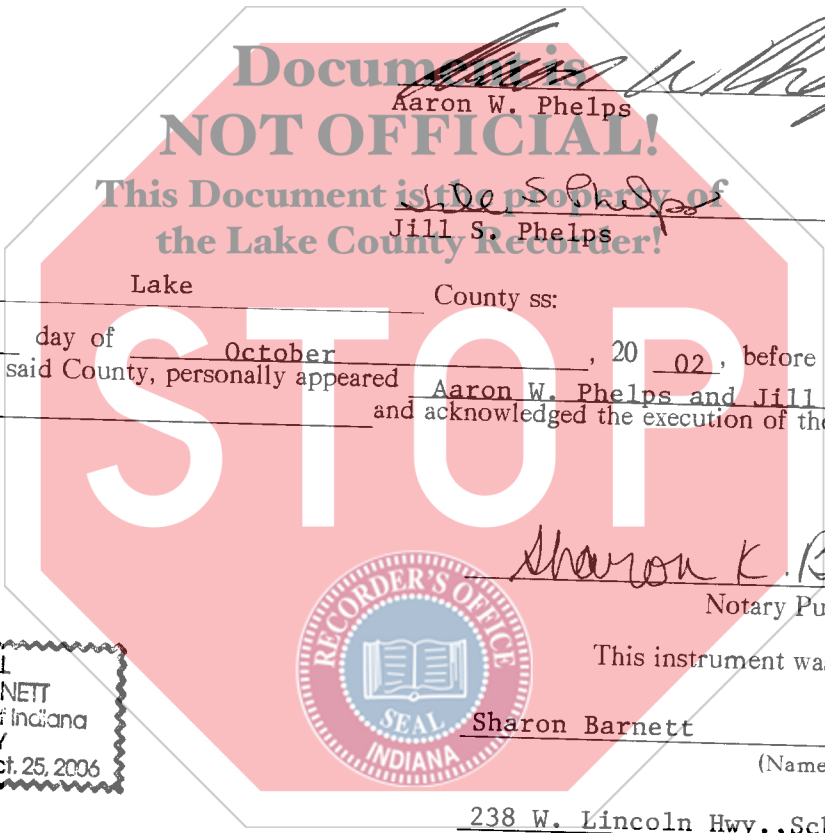 Document is
Aaron W. Phelps
NOT OFFICIAL!
This Document is the property of
Jill S. Phelps
the Lake County Recorder!
Jill S. Phelps
Lake County ss:
day of October, 20 02, before
said County, personally appeared Aaron W. Phelps and Jill
and acknowledged the execution of the
STOP
Sharon K. B
Notary Pu
RECORDER'S OFFICE
SEAL
INDIANA
This instrument wa
NETT
f Indiana
Y
ct. 25, 2006
Sharon Barnett
(Name
238 W. Lincoln Hwy.,Sch